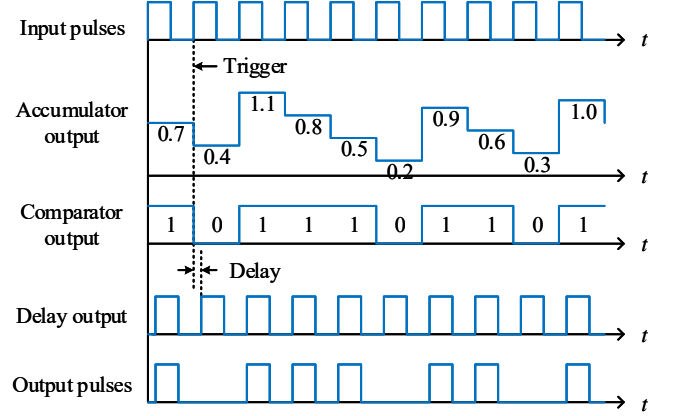 Input pulses
t
Trigger
Accumulator
output
0.7
0.4
1.1
0.8
0.5
0.2
0.9
0.6
0.3
1.0
t
Comparator
output
1 0 1 1 1 0 1 1 0 1
t
Delay
Delay output
t
Output pulses
t